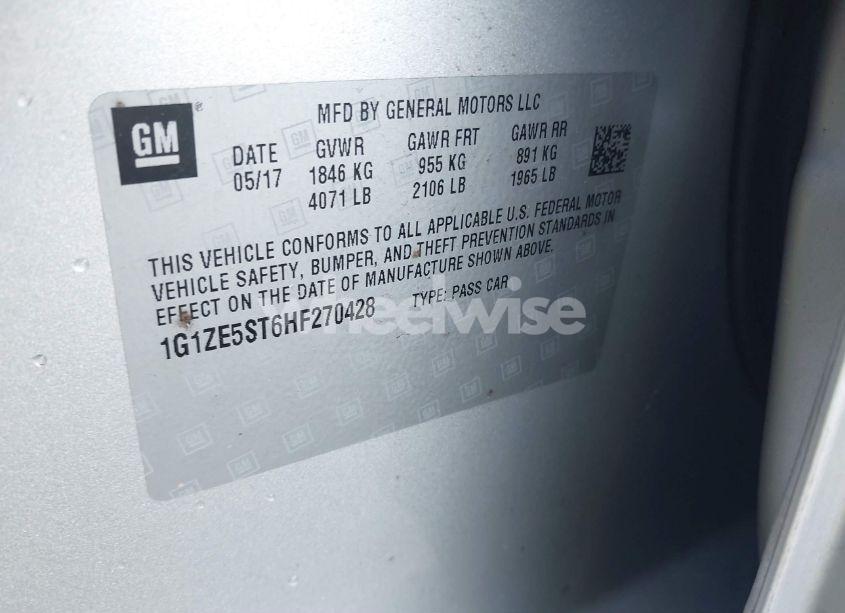 GM ®
MFD BY GENERAL MOTORS LLC
DATE GVWR GAWR FRT GAWR RR
05/17 1846 KG 955 KG 891 KG
4071 LB 2106 LB 1965 LB
THIS VEHICLE CONFORMS TO ALL APPLICABLE U.S. FEDERAL MOTOR
VEHICLE SAFETY, BUMPER, AND THEFT PREVENTION STANDARDS IN
EFFECT ON THE DATE OF MANUFACTURE SHOWN ABOVE.
1G1ZE5ST6HF270428 TYPE: PASS CAR
wheelwise